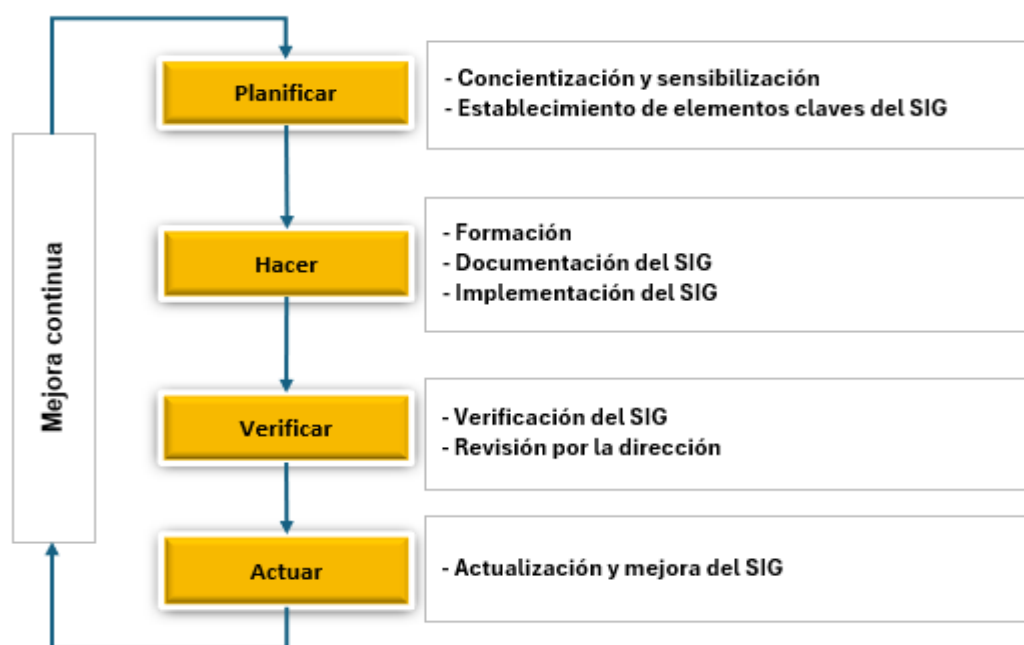 Planificar
- Concientización y sensibilización
- Establecimiento de elementos claves del SIG
Mejora continua
Hacer
- Formación
- Documentación del SIG
- Implementación del SIG
Verificar
- Verificación del SIG
- Revisión por la dirección
Actuar
- Actualización y mejora del SIG